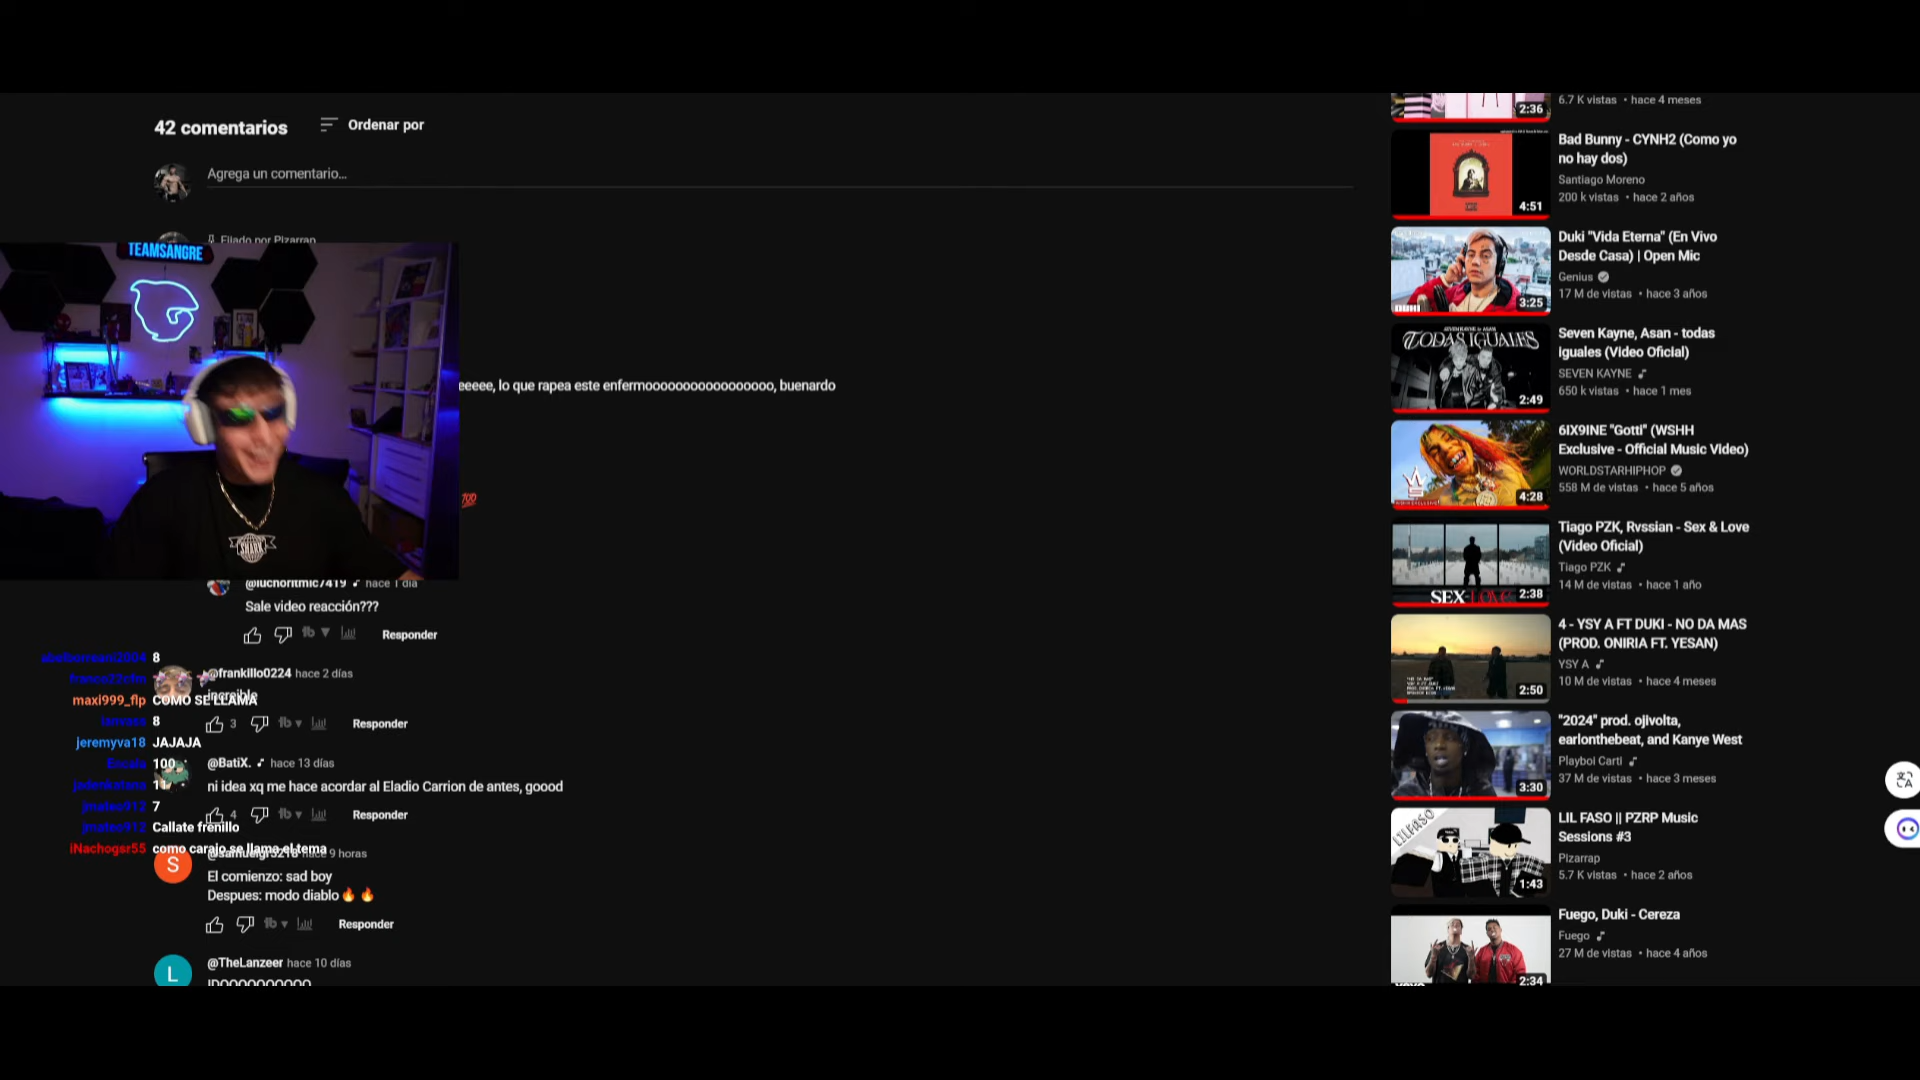 42 comentarios
Ordenar por
Agrega un comentario...
Fijado por Pizarrap
TEAMSANGRE
eeeee, lo que rapea este enfermooooooooooooooooo, buenardo
💯
SHARK
@luchoritmic7419 hace 1 día
Sale video reacción???
Responder
8
@frankillo0224 hace 2 días
increible
maxi999_flp COMO SE LLAMA
8
3
Responder
jeremyva18 JAJAJA
100
@BatiX. hace 13 días
ni idea xq me hace acordar al Eladio Carrion de antes, goood
jmateo912 7
4
Responder
jmateo912 Callate frenillo
iNachogsr55 como carajo se llama el tema
hace 9 horas
S
El comienzo: sad boy
Despues: modo diablo🔥 🔥
Responder
L
@TheLanzeer hace 10 días
2:36
6.7 K vistas • hace 4 meses
4:51
Bad Bunny - CYNH2 (Como yo
no hay dos)
Santiago Moreno
200 k vistas • hace 2 años
3:25
Duki "Vida Eterna" (En Vivo
Desde Casa) | Open Mic
Genius
17 M de vistas • hace 3 años
SEVEN KAYNE & ASAN
TODAS IGUALES
2:49
Seven Kayne, Asan - todas
iguales (Video Oficial)
SEVEN KAYNE
650 k vistas • hace 1 mes
4:28
6IX9INE "Gotti" (WSHH
Exclusive - Official Music Video)
WORLDSTARHIPHOP
558 M de vistas • hace 5 años
SEX LOVE
2:38
Tiago PZK, Rvssian - Sex & Love
(Video Oficial)
Tiago PZK
14 M de vistas • hace 1 año
2:50
4 - YSY A FT DUKI - NO DA MAS
(PROD. ONIRIA FT. YESAN)
YSY A
10 M de vistas • hace 4 meses
3:30
"2024" prod. ojivolta,
earlonthebeat, and Kanye West
Playboi Carti
37 M de vistas • hace 3 meses
LILFASO
1:43
LIL FASO || PZRP Music
Sessions #3
PIzarrap
5.7 K vistas • hace 2 años
2:34
Fuego, Duki - Cereza
Fuego
27 M de vistas • hace 4 años